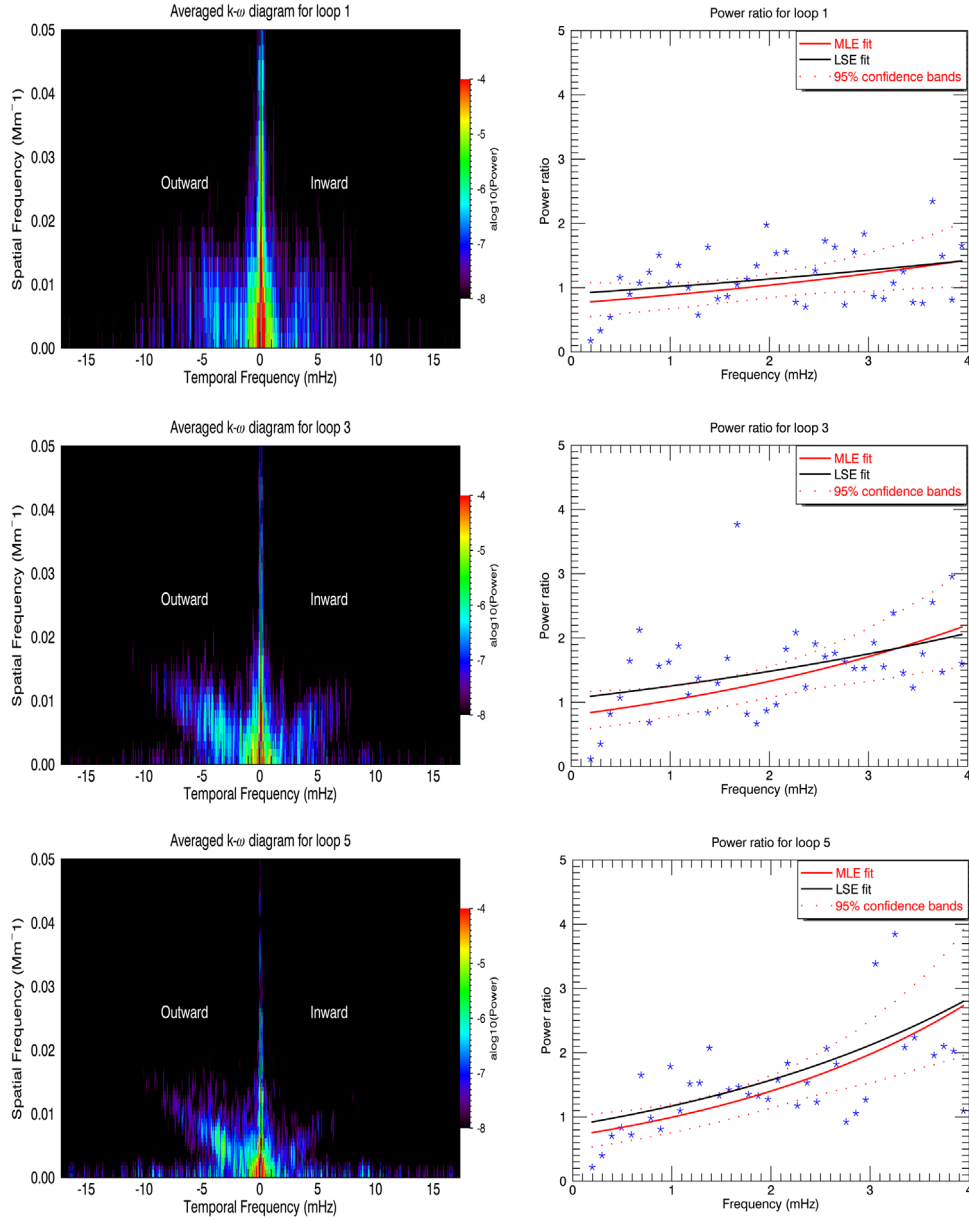 Averaged k-ω diagram for loop 1
Spatial Frequency (Mm⁻1)
0.05
0.04
0.03
0.02
0.01
0.00
Outward
Inward
-15 -10 -5 0 5 10 15
Temporal Frequency (mHz)
-4
-5
-6
-7
-8
alog10(Power)
Power ratio for loop 1
MLE fit
LSE fit
95% confidence bands
Power ratio
5
4
3
2
1
0
0 1 2 3 4
Frequency (mHz)
Averaged k-ω diagram for loop 3
Spatial Frequency (Mm⁻1)
0.05
0.04
0.03
0.02
0.01
0.00
Outward
Inward
-15 -10 -5 0 5 10 15
Temporal Frequency (mHz)
-4
-5
-6
-7
-8
alog10(Power)
Power ratio for loop 3
MLE fit
LSE fit
95% confidence bands
Power ratio
5
4
3
2
1
0
0 1 2 3 4
Frequency (mHz)
Averaged k-ω diagram for loop 5
Spatial Frequency (Mm⁻1)
0.05
0.04
0.03
0.02
0.01
0.00
Outward
Inward
-15 -10 -5 0 5 10 15
Temporal Frequency (mHz)
-4
-5
-6
-7
-8
alog10(Power)
Power ratio for loop 5
MLE fit
LSE fit
95% confidence bands
Power ratio
5
4
3
2
1
0
0 1 2 3 4
Frequency (mHz)